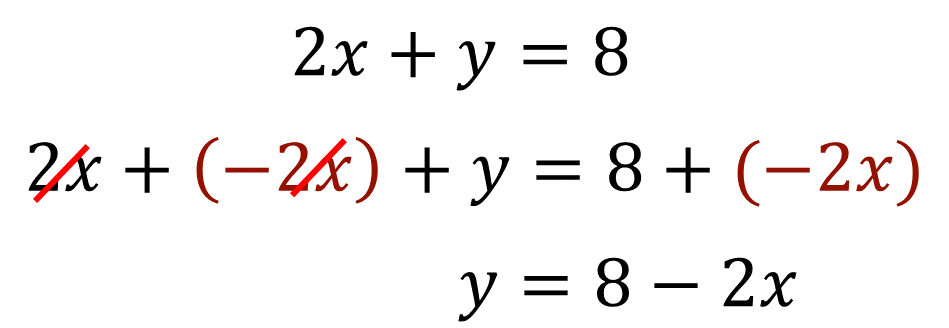 2x + y = 8
2x + (−2x) + y = 8 + (−2x)
y = 8 − 2x